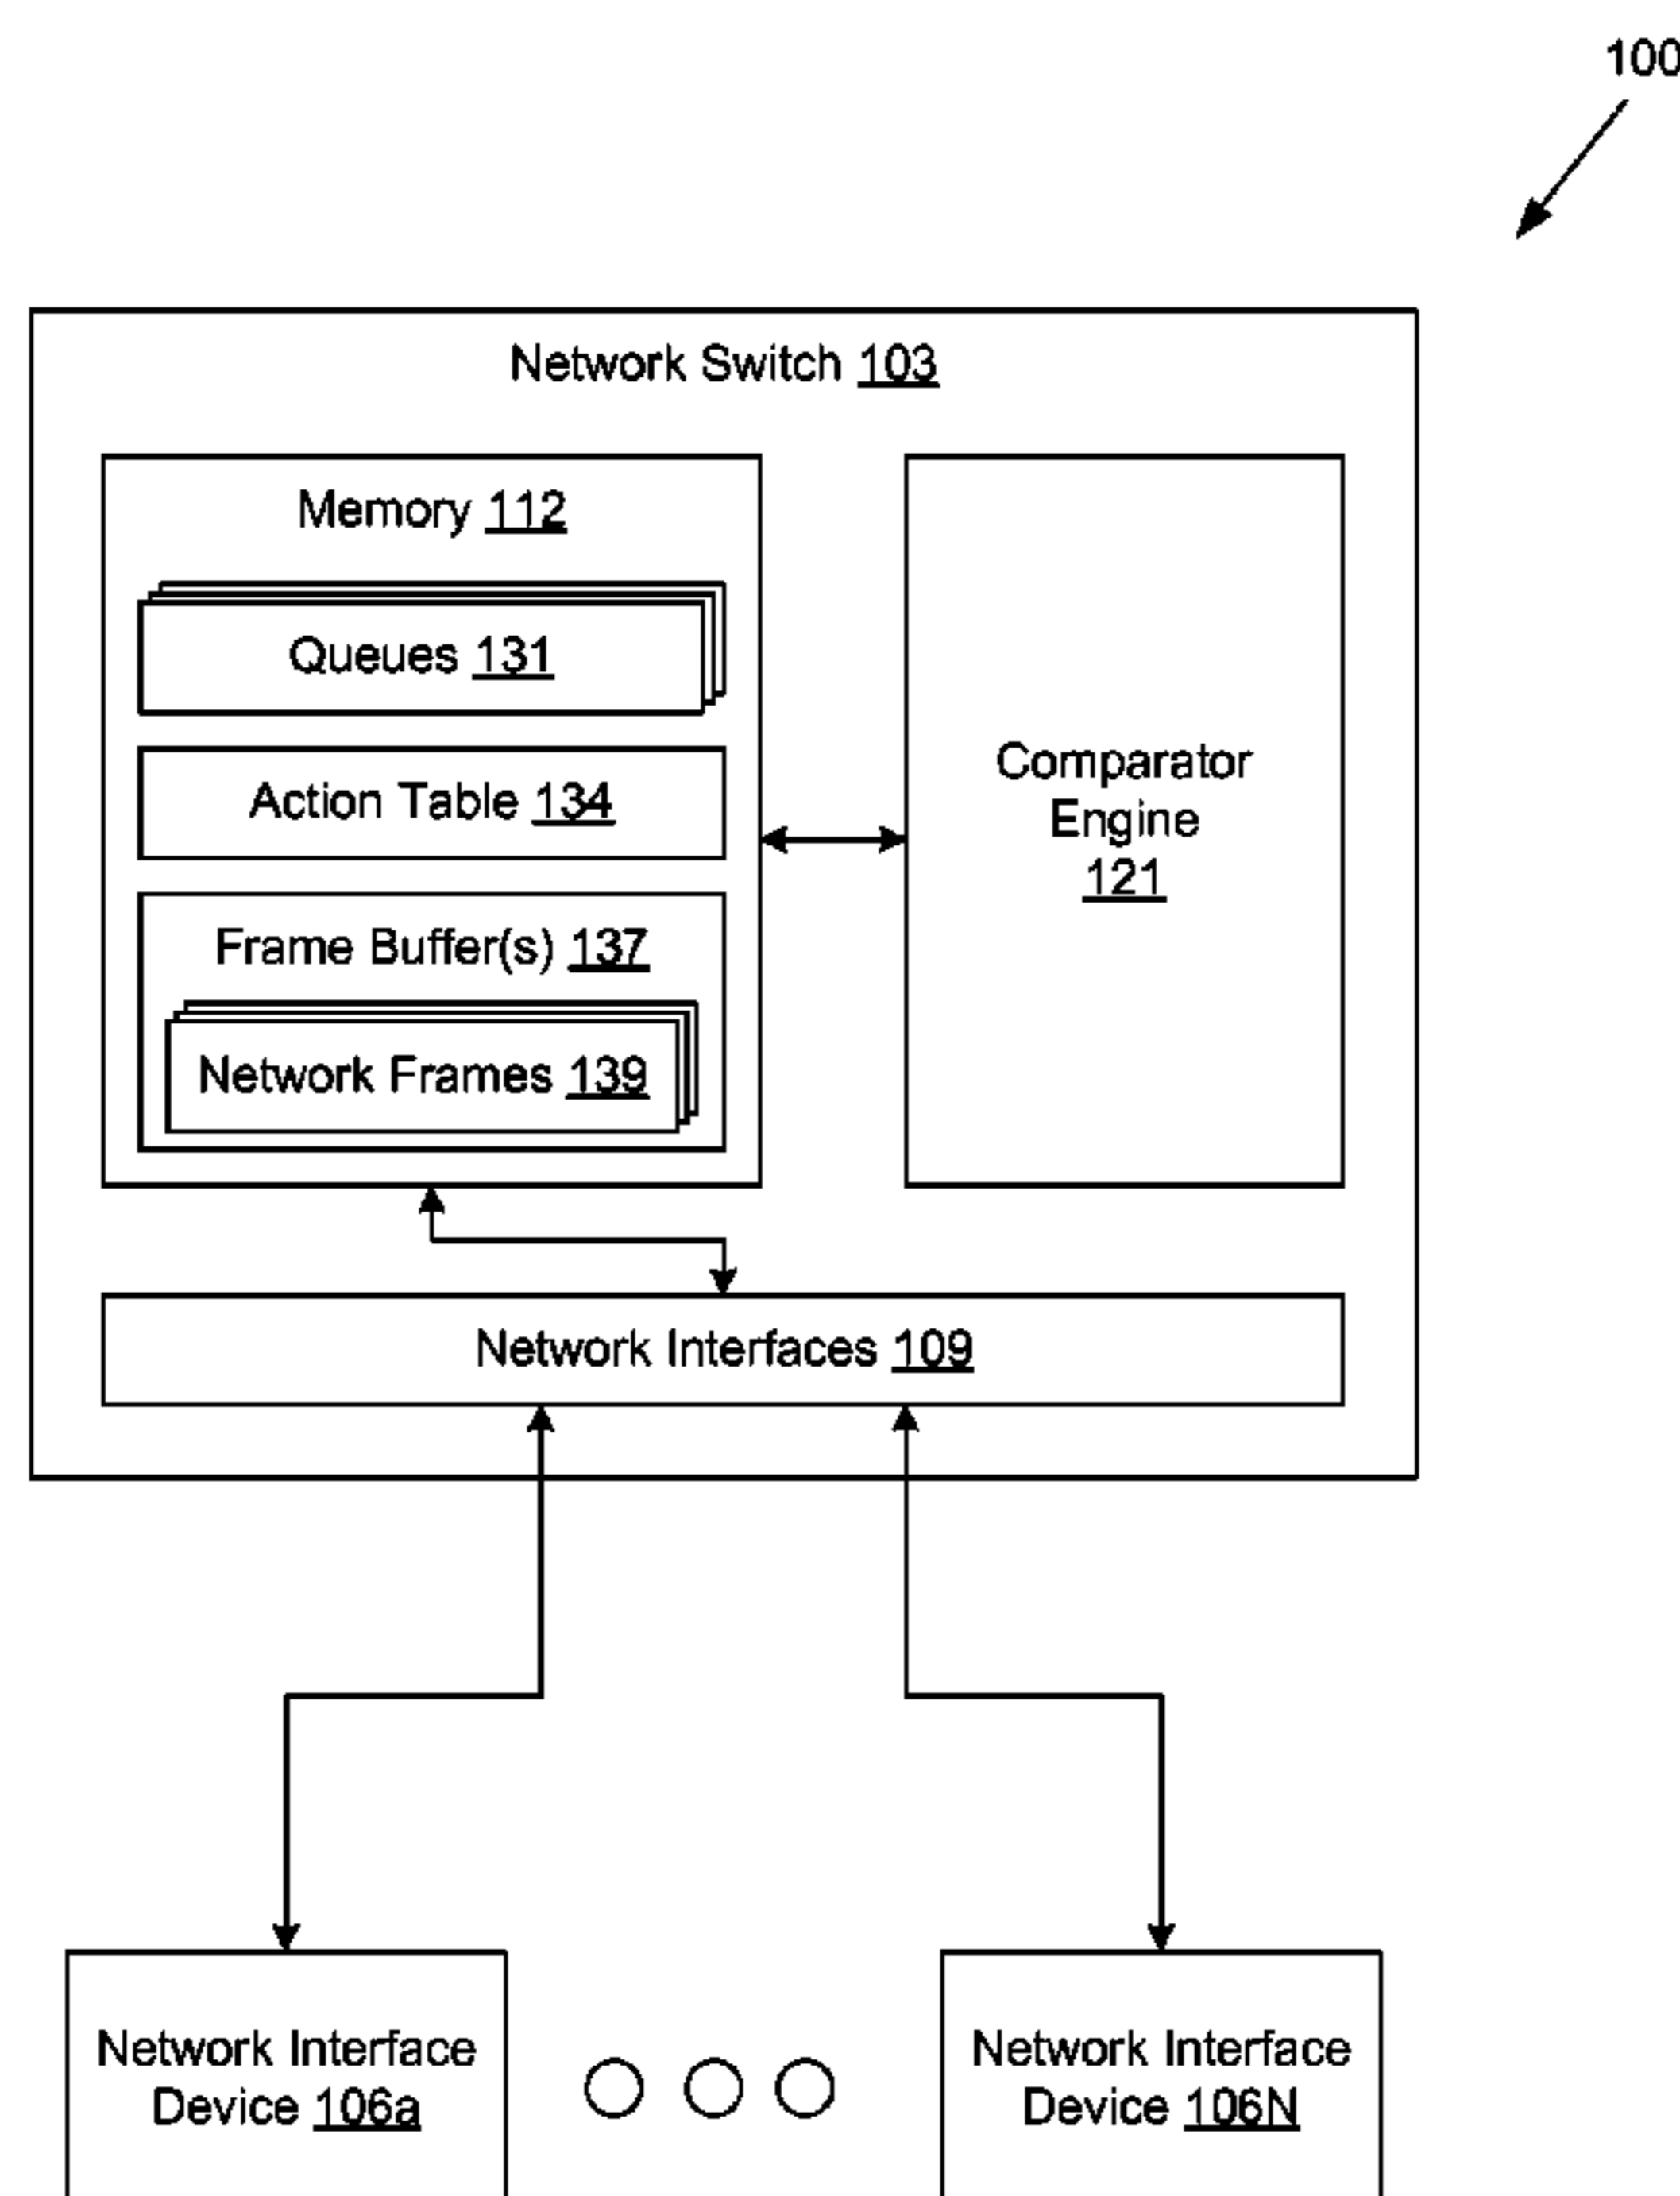 100
Network Switch 103
Memory 112
Queues 131
Action Table 134
Frame Buffer(s) 137
Network Frames 139
Comparator
Engine
121
Network Interfaces 109
Network Interface
Device 106a
Network Interface
Device 106N